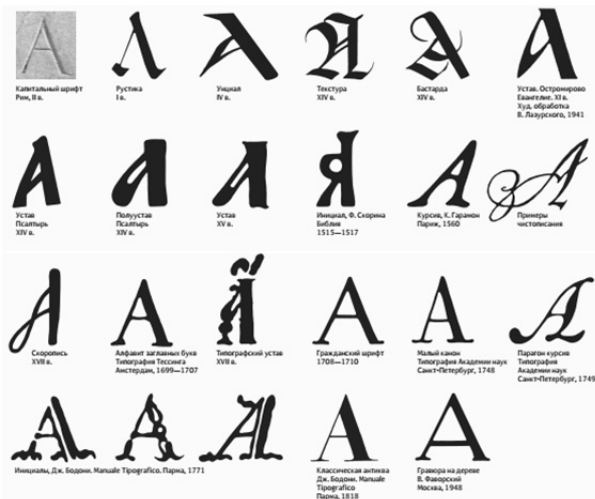 А А А А А А
Капитальный шрифт
Рим, II в.
Рустика
I в.
Унциал
IV в.
Текстура
XIV в.
Бастарда
XIV в.
Устав. Остромирово
Евангелие. XI в.
Худ. обработка
В. Лазурского, 1941
А А А А А А
Устав
Псалтырь
XIV в.
Полуустав
Псалтырь
XIV в.
Устав
XV в.
Инициал, Ф. Скорина
Библия
1515—1517
Курсив, К. Гарамон
Париж, 1560
Примеры
чистописания
А А А А А А
Скоропись
XVII в.
Алфавит заглавных букв
Типография Тессинга
Амстердам, 1699—1707
Типографский устав
XVII в.
Гражданский шрифт
1708—1710
Малый канон
Типография Академии наук
Санкт-Петербург, 1748
Парагон курсив
Типография
Академии наук
Санкт-Петербург, 1749
А А А А А
Инициалы, Дж. Бодони. Manuale Tipografico. Парма, 1771
Классическая антиква
Дж. Бодони. Manuale
Tipografico
Парма, 1818
Гравюра на дереве
В. Фаворский
Москва, 1948